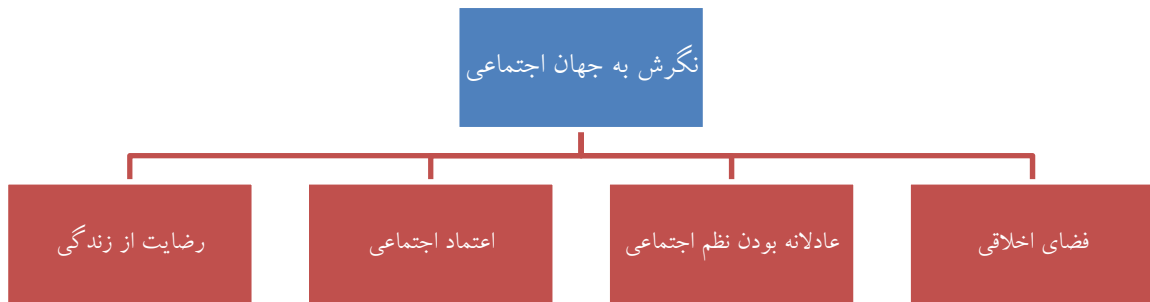 نگرش به جهان اجتماعی
فضای اخلاقی
عادلانه بودن نظم اجتماعی
اعتماد اجتماعی
رضایت از زندگی